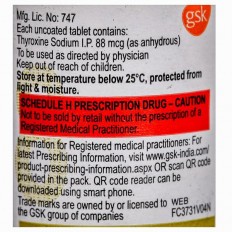 Mfg. Lic. No: 747
gsk
Each uncoated tablet contains:
Thyroxine Sodium I.P. 88 mcg (as anhydrous)
To be used as directed by physician
Keep out of reach of children.
Store at temperature below 25°C, protected from
light & moisture.
SCHEDULE H PRESCRIPTION DRUG – CAUTION
Not to be sold by retail without the prescription of a
Registered Medical Practitioner.
Information for Registered medical practitioners: For
latest Prescribing Information, visit www.gsk-india.com/
product-prescribing-information.aspx OR scan QR code
provided in the pack. QR code reader can be
downloaded using smart phone.
Trade marks are owned by or licensed to
the GSK group of companies
WEB
FC3731V04N